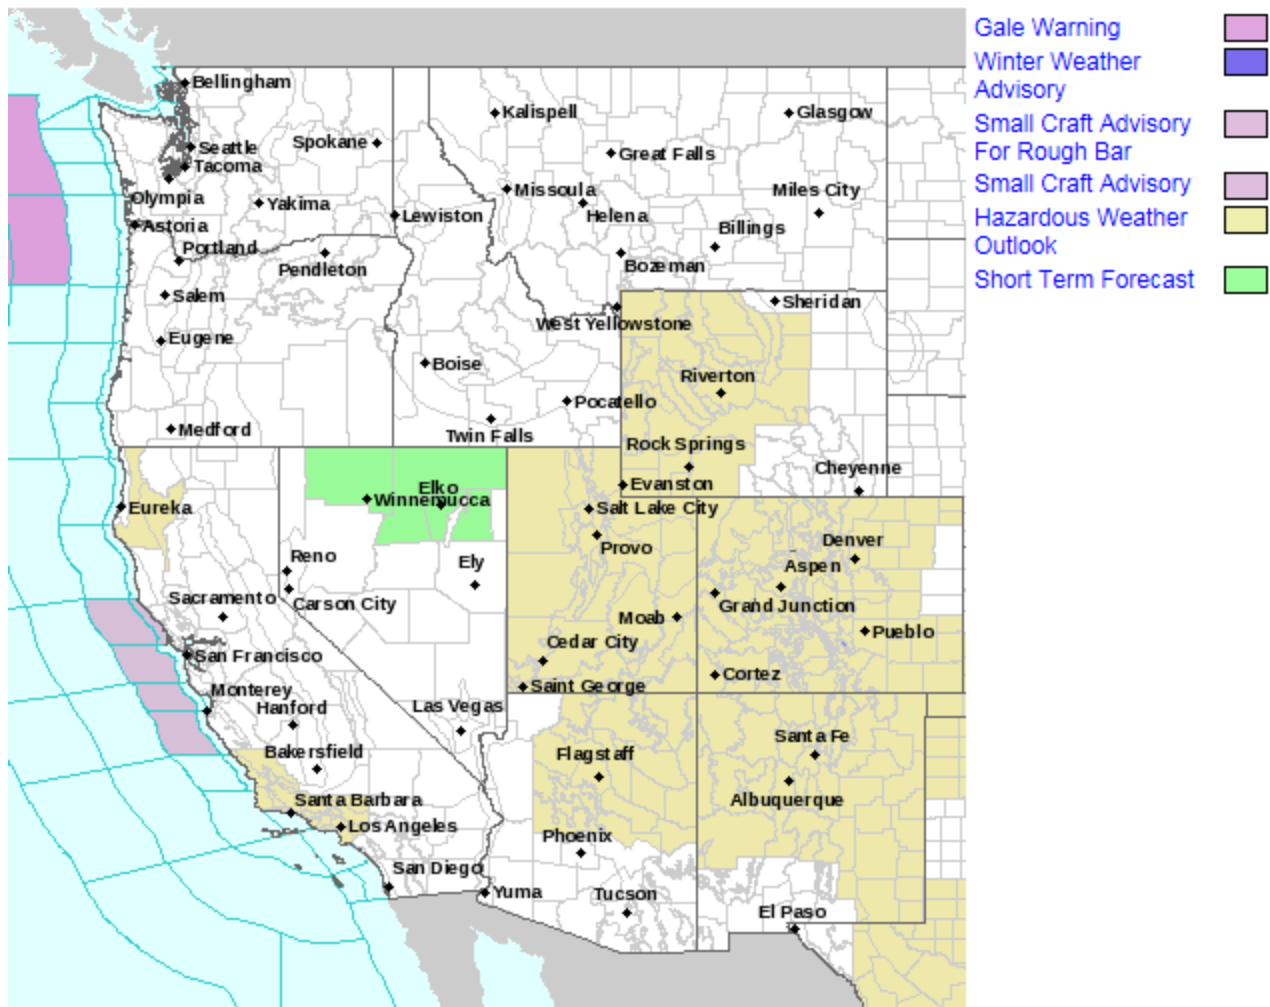 Gale Warning
Winter Weather
Advisory
Small Craft Advisory
For Rough Bar
Small Craft Advisory
Hazardous Weather
Outlook
Short Term Forecast
Bellingham
Kalispell
Glasgow
Seattle
Spokane
Great Falls
Tacoma
Missoula
Miles City
Olympia
Yakima
Lewiston
Helena
Astoria
Billings
Portland
Pendleton
Bozeman
Salem
Sheridan
West Yellowstone
Eugene
Boise
Riverton
Pocatello
Medford
Twin Falls
Rock Springs
Cheyenne
Evanston
Elko
Winnemucca
Eureka
Salt Lake City
Denver
Provo
Reno
Ely
Aspen
Sacramento
Carson City
Grand Junction
Moab
Pueblo
Cedar City
San Francisco
Cortez
Saint George
Monterey
Hanford
Las Vegas
Santa Fe
Bakersfield
Flagstaff
Santa Barbara
Albuquerque
Los Angeles
Phoenix
San Diego
Yuma
Tucson
El Paso